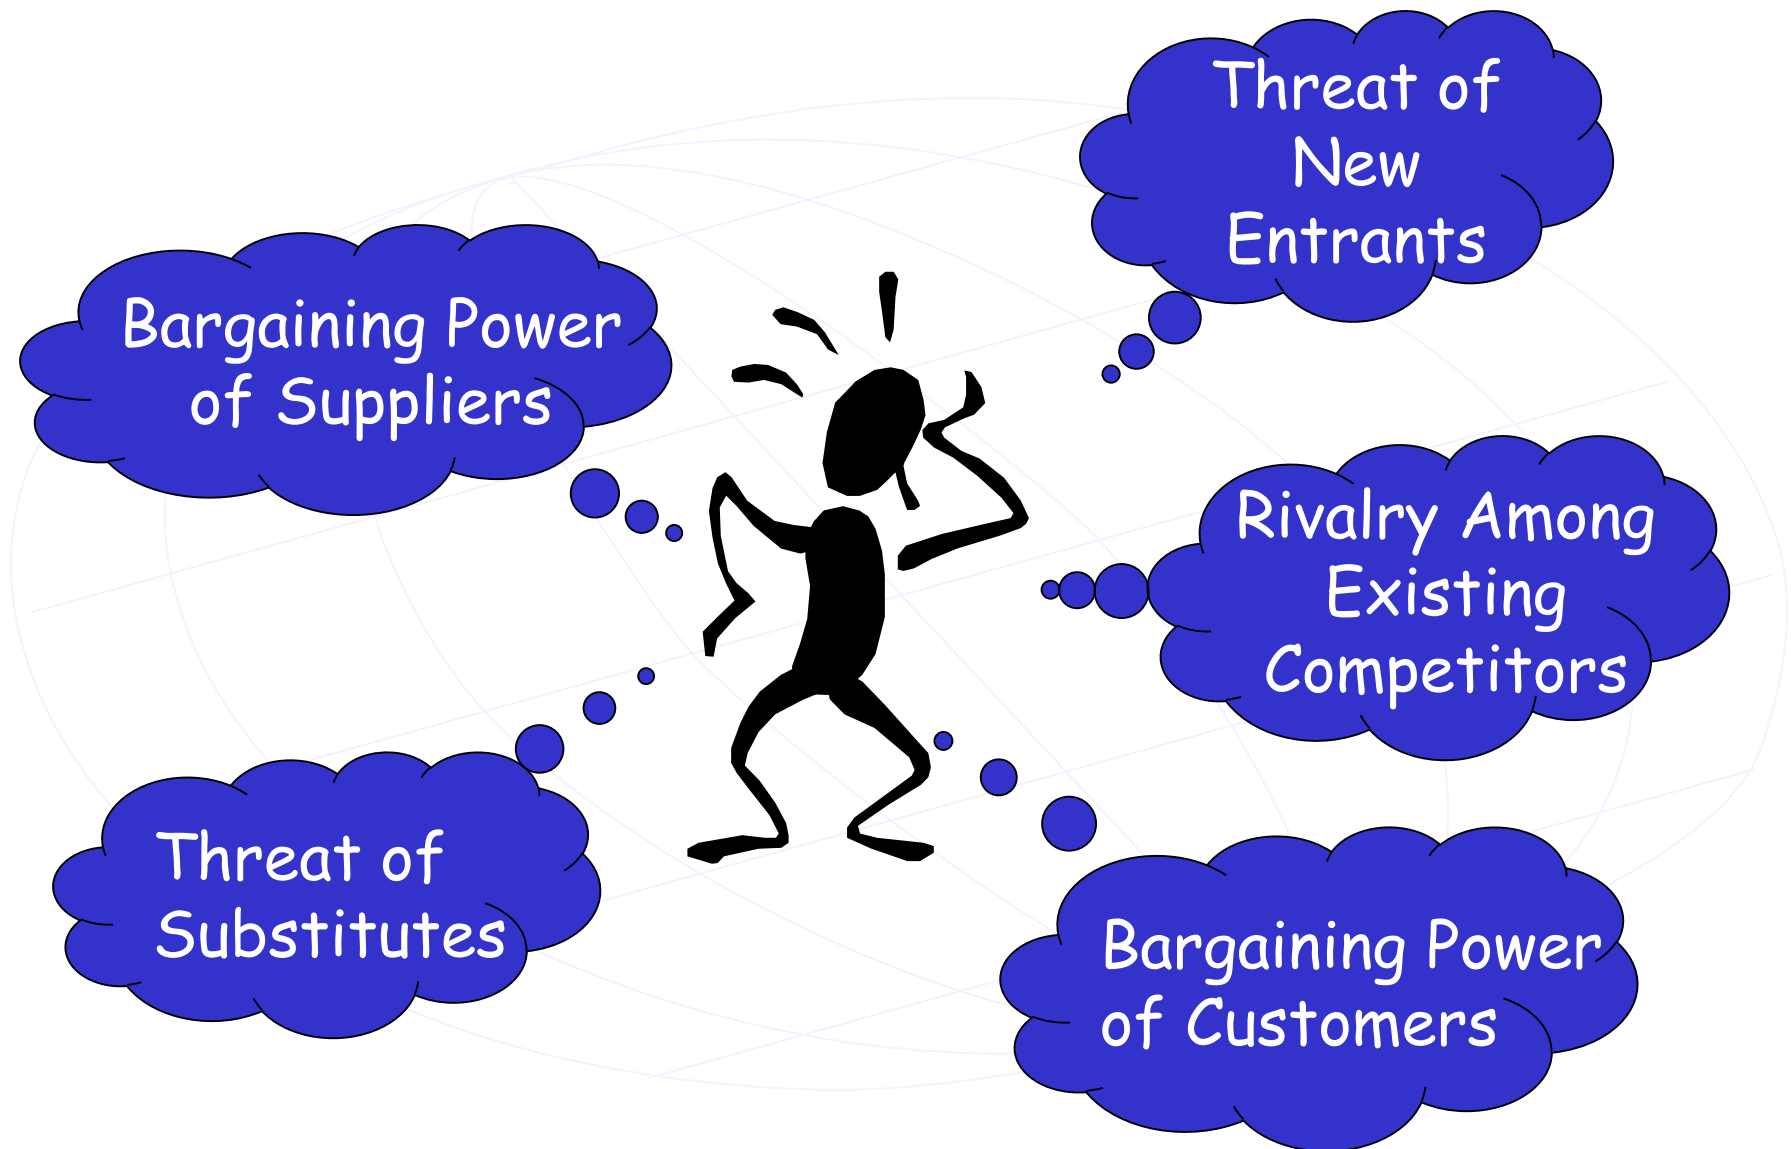 Threat of
New
Entrants
Bargaining Power
of Suppliers
Rivalry Among
Existing
Competitors
Threat of
Substitutes
Bargaining Power
of Customers